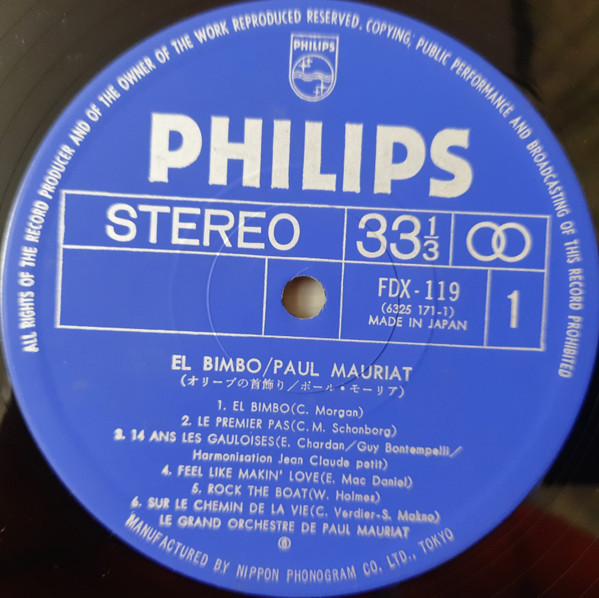 ALL RIGHTS OF THE RECORD PRODUCER AND OF THE OWNER OF THE WORK REPRODUCED RESERVED. COPYING, PUBLIC PERFORMANCE AND BROADCASTING OF THIS RECORD PROHIBITED
PHILIPS
PHILIPS
STEREO
33 1/3
FDX-119
(6325 171-1)
MADE IN JAPAN
1
EL BIMBO/PAUL MAURIAT
(オリーブの首飾り/ポール・モーリア)
1. EL BIMBO(C. Morgan)
2. LE PREMIER PAS(C. M. Schonborg)
3. 14 ANS LES GAULOISES(E. Chardan/Guy Bontempelli/
Harmonisation Jean Claude petit)
4. FEEL LIKE MAKIN' LOVE(E. Mac Daniel)
5. ROCK THE BOAT(W. Holmes)
6. SUR LE CHEMIN DE LA VIE(C. Verdier-S. Makno)
LE GRAND ORCHESTRE DE PAUL MAURIAT
Ⓟ
MANUFACTURED BY NIPPON PHONOGRAM CO., LTD., TOKYO